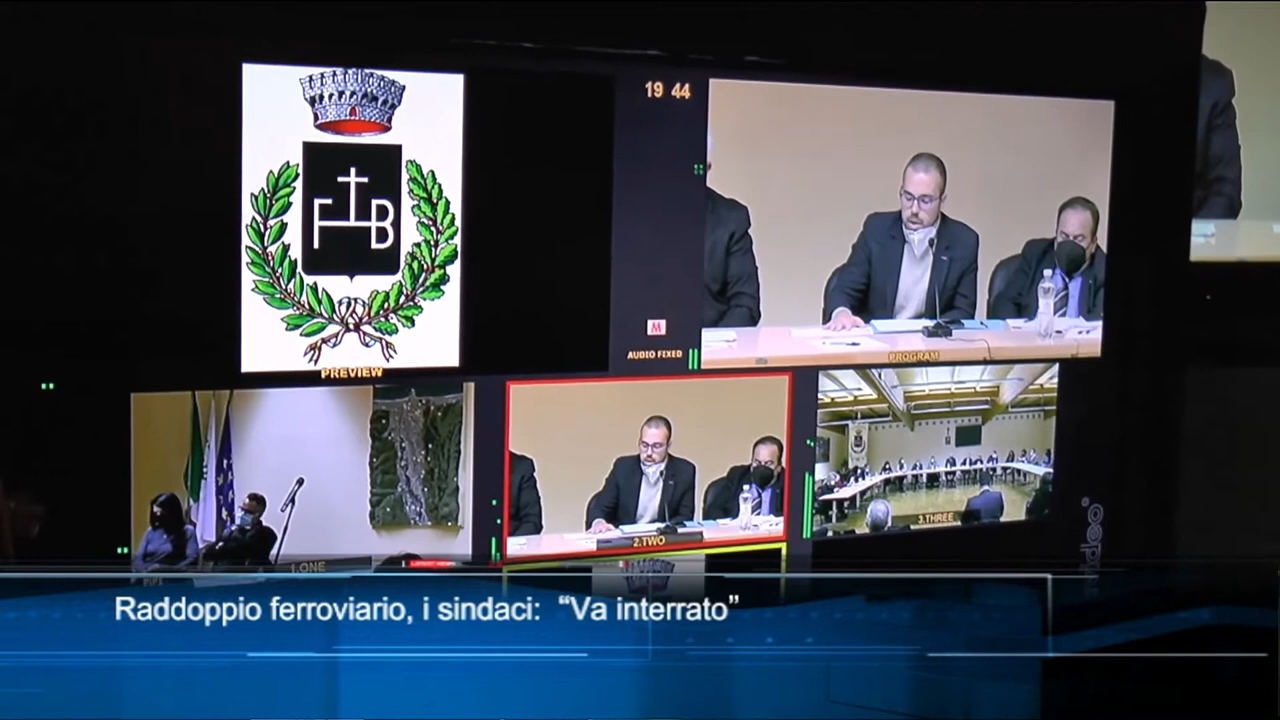 19 44
F B
M
AUDIO FIXED
PREVIEW
PROGRAM
1.ONE
2.TWO
3.THREE
Raddoppio ferroviario, i sindaci: “Va interrato”